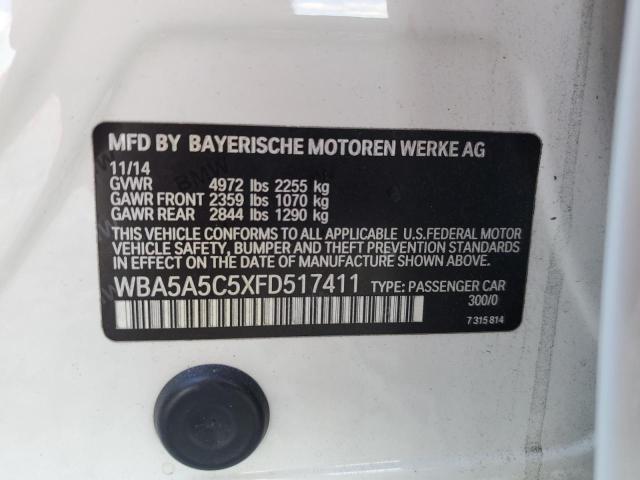 MFD BY BAYERISCHE MOTOREN WERKE AG
11/14
GVWR 4972 lbs 2255 kg
GAWR FRONT 2359 lbs 1070 kg
GAWR REAR 2844 lbs 1290 kg
THIS VEHICLE CONFORMS TO ALL APPLICABLE U.S.FEDERAL MOTOR
VEHICLE SAFETY, BUMPER AND THEFT PREVENTION STANDARDS
IN EFFECT ON THE DATE OF MANUFACTURE SHOWN ABOVE.
WBA5A5C5XFD517411 TYPE: PASSENGER CAR
300/0
7 315 814